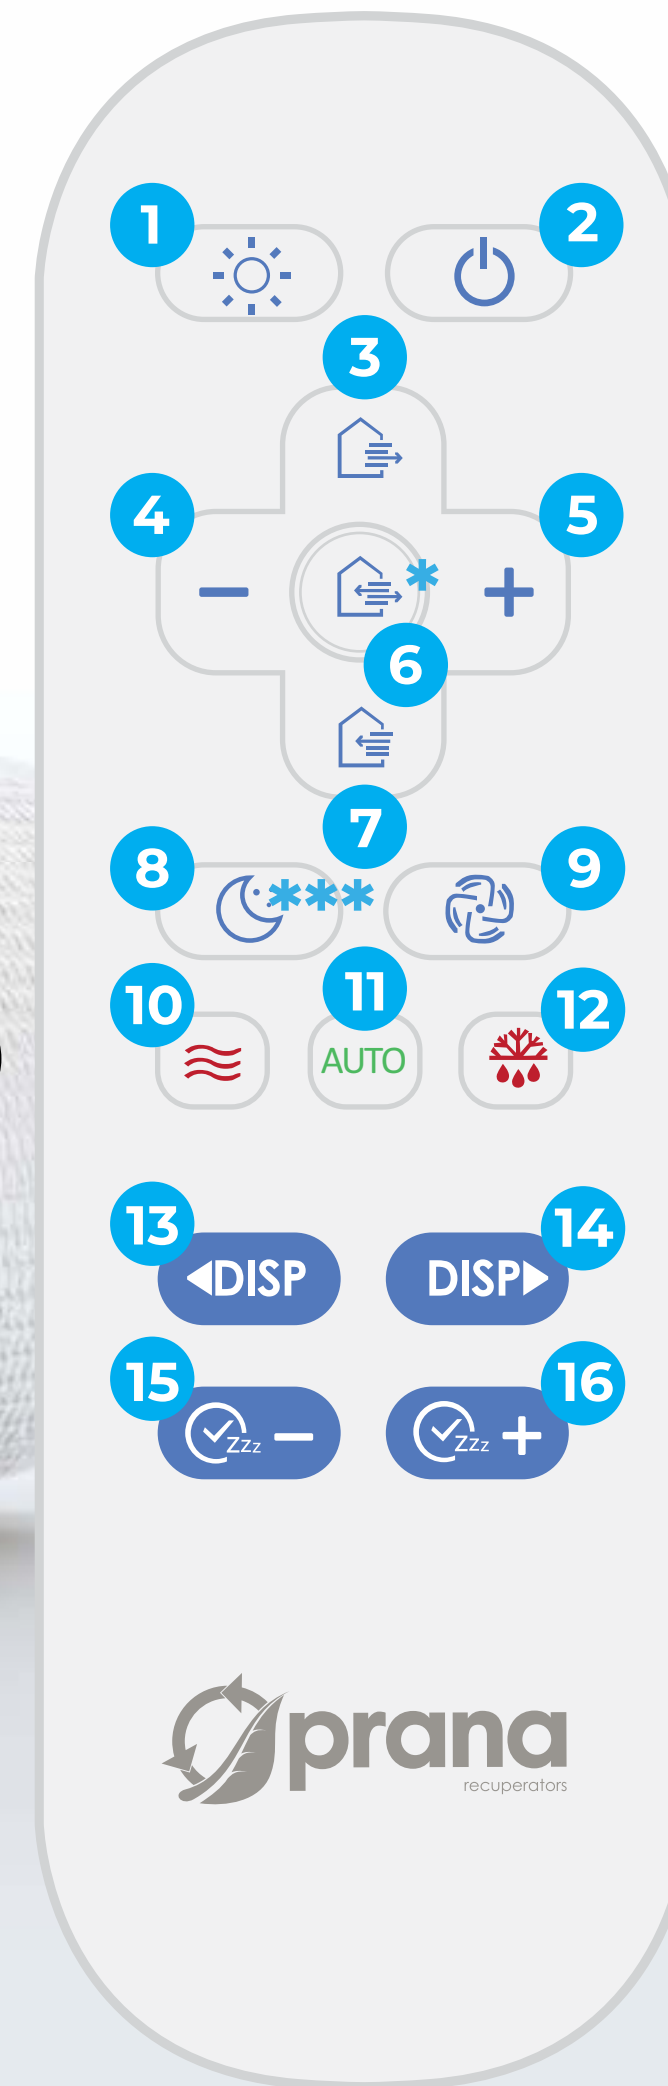 1
2
3
4
5
*
6
7
8
***
9
10
11
12
AUTO
13
14
◀DISP
DISP▶
15
16
zzz −
zzz +
prana
recuperators